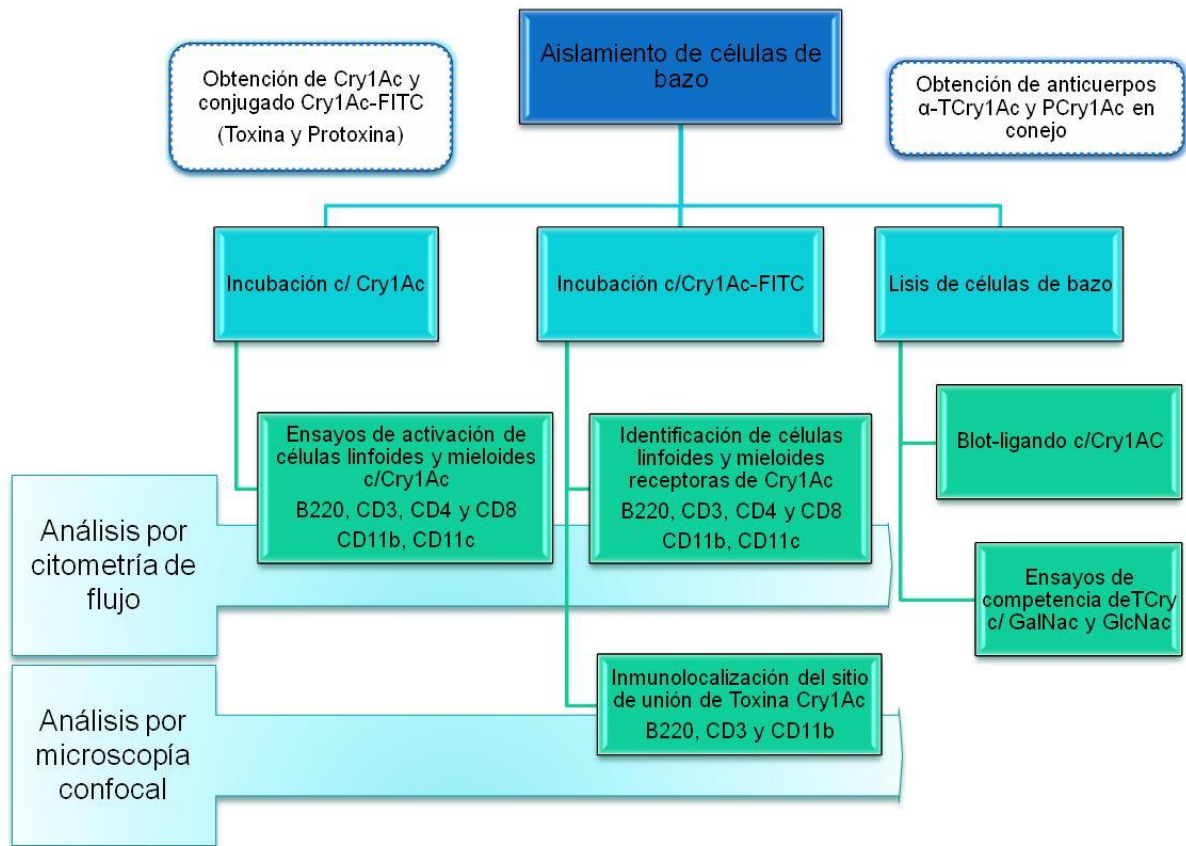 Obtención de Cry1Ac y
conjugado Cry1Ac-FITC
(Toxina y Protoxina)
Aislamiento de células de
bazo
Obtención de anticuerpos
α-TCry1Ac y PCry1Ac en
conejo
Incubación c/ Cry1Ac
Incubación c/Cry1Ac-FITC
Lisis de células de bazo
Ensayos de activación de
células linfoides y mieloides
c/Cry1Ac
B220, CD3, CD4 y CD8
CD11b, CD11c
Identificación de células
linfoides y mieloides
receptoras de Cry1Ac
B220, CD3, CD4 y CD8
CD11b, CD11c
Blot-ligando c/Cry1AC
Análisis por
citometría de
flujo
Ensayos de
competencia deTCry
c/ GalNac y GlcNac
Inmunolocalización del sitio
de unión de Toxina Cry1Ac
B220, CD3 y CD11b
Análisis por
microscopía
confocal